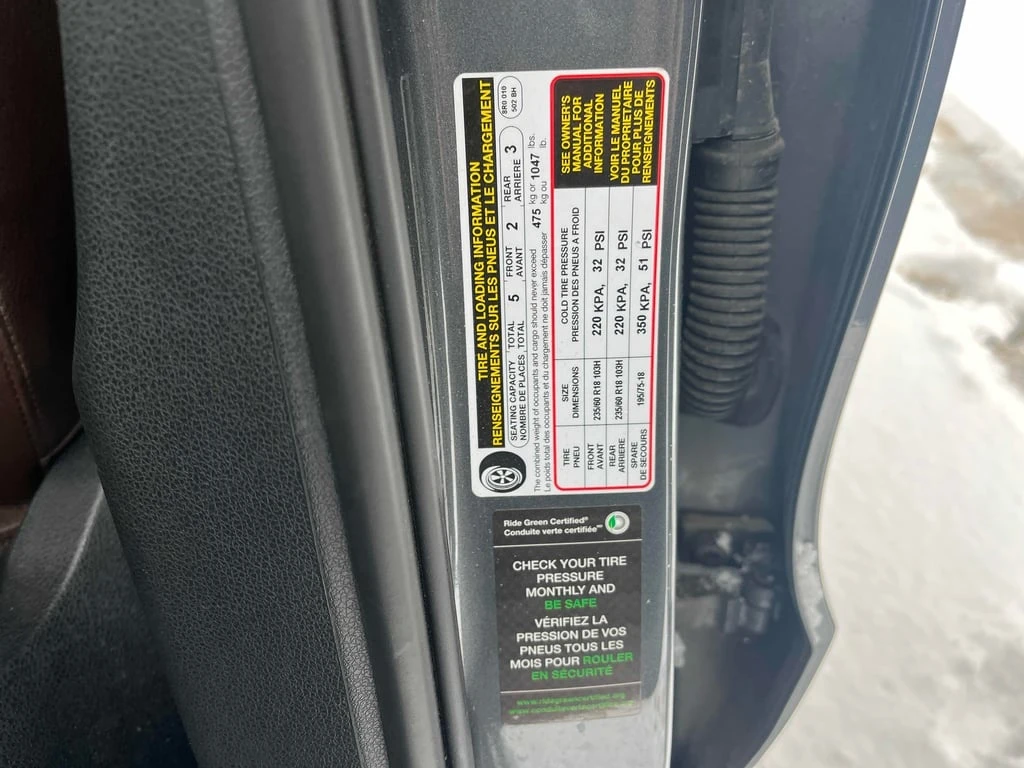 TIRE AND LOADING INFORMATION
RENSEIGNEMENTS SUR LES PNEUS ET LE CHARGEMENT
SEATING CAPACITY TOTAL 5 FRONT 2 REAR 3
NOMBRE DE PLACES TOTAL AVANT ARRIERE
8R0 010
502 BH
The combined weight of occupants and cargo should never exceed 475 kg or 1047 lbs.
Le poids total des occupants et du chargement ne doit jamais dépasser kg ou lb.
TIRE SIZE COLD TIRE PRESSURE
PNEU DIMENSIONS PRESSION DES PNEUS A FROID
FRONT
AVANT 235/60 R18 103H 220 KPA, 32 PSI
REAR
ARRIERE 235/60 R18 103H 220 KPA, 32 PSI
SPARE
DE SECOURS 195/75-18 350 KPA, 51 PSI
SEE OWNER'S
MANUAL FOR
ADDITIONAL
INFORMATION
VOIR LE MANUEL
DU PROPRIETAIRE
POUR PLUS DE
RENSEIGNEMENTS
Ride Green Certified®
Conduite verte certifiée
CHECK YOUR TIRE
PRESSURE
MONTHLY AND
BE SAFE
VÉRIFIEZ LA
PRESSION DE VOS
PNEUS TOUS LES
MOIS POUR ROULER
EN SÉCURITÉ
www.ridegreencertified.org